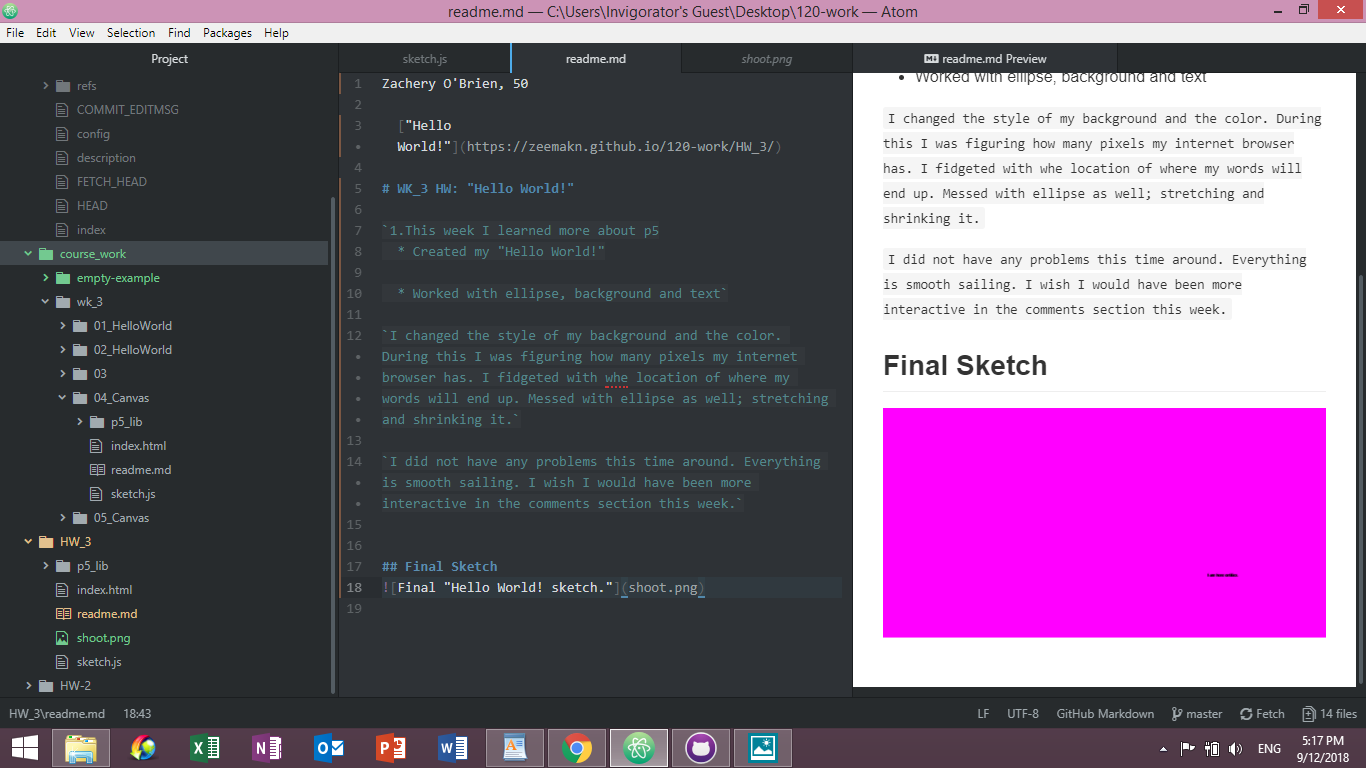 readme.md — C:\Users\Invigorator's Guest\Desktop\120-work — Atom
File Edit View Selection Find Packages Help
Project
refs
COMMIT_EDITMSG
config
description
FETCH_HEAD
HEAD
index
course_work
empty-example
wk_3
01_HelloWorld
02_HelloWorld
03
04_Canvas
p5_lib
index.html
readme.md
sketch.js
05_Canvas
HW_3
p5_lib
index.html
readme.md
shoot.png
sketch.js
HW-2
sketch.js readme.md shoot.png readme.md Preview
1 Zachery O'Brien, 50
2
3 ["Hello
• World!"](https://zeemakn.github.io/120-work/HW_3/)
4
5 # WK_3 HW: "Hello World!"
6
7 `1.This week I learned more about p5
8 * Created my "Hello World!"
9
10 * Worked with ellipse, background and text`
11
12 `I changed the style of my background and the color.
• During this I was figuring how many pixels my internet
• browser has. I fidgeted with whe location of where my
• words will end up. Messed with ellipse as well; stretching
• and shrinking it.`
13
14 `I did not have any problems this time around. Everything
• is smooth sailing. I wish I would have been more
• interactive in the comments section this week.`
15
16
17 ## Final Sketch
18 ![Final "Hello World! sketch."](shoot.png)
19
• Worked with ellipse, background and text
I changed the style of my background and the color. During
this I was figuring how many pixels my internet browser
has. I fidgeted with whe location of where my words will
end up. Messed with ellipse as well; stretching and
shrinking it.
I did not have any problems this time around. Everything
is smooth sailing. I wish I would have been more
interactive in the comments section this week.
Final Sketch
HW_3\readme.md 18:43 LF UTF-8 GitHub Markdown master Fetch 14 files
ENG
5:17 PM
9/12/2018